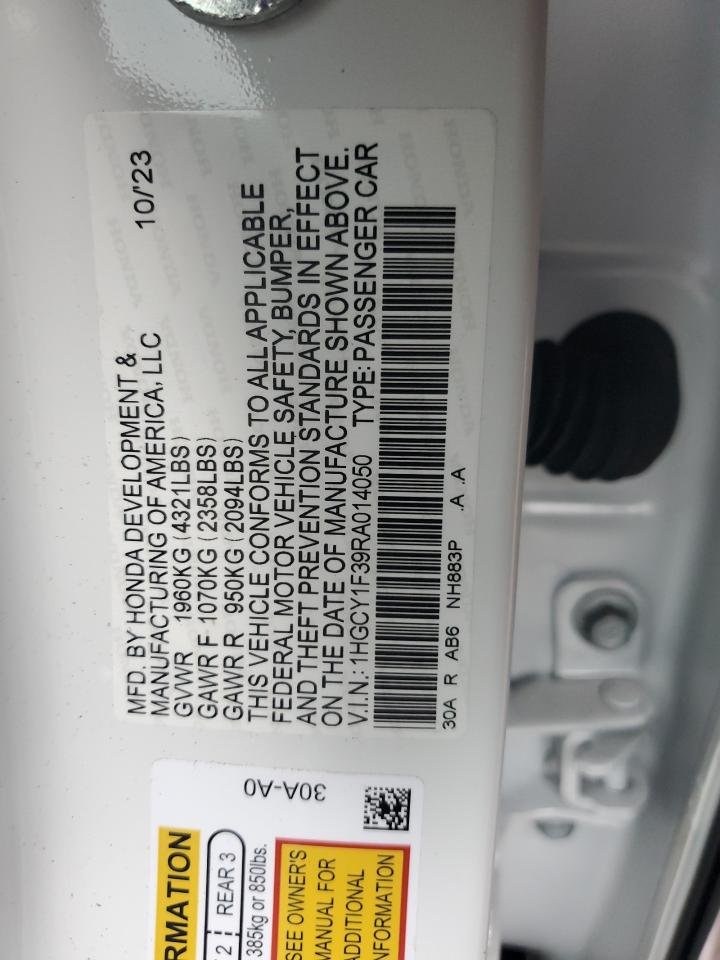 MFD. BY HONDA DEVELOPMENT &
MANUFACTURING OF AMERICA, LLC 10/'23
GVWR 1960KG (4321LBS)
GAWR F 1070KG (2358LBS)
GAWR R 950KG (2094LBS)
THIS VEHICLE CONFORMS TO ALL APPLICABLE
FEDERAL MOTOR VEHICLE SAFETY, BUMPER,
AND THEFT PREVENTION STANDARDS IN EFFECT
ON THE DATE OF MANUFACTURE SHOWN ABOVE.
V.I.N.: 1HGCY1F39RA014050 TYPE: PASSENGER CAR
30A R AB6 NH883P .A .A
30A-A0
RMATION
2 REAR 3
385kg or 850lbs.
SEE OWNER'S
MANUAL FOR
ADDITIONAL
NFORMATION